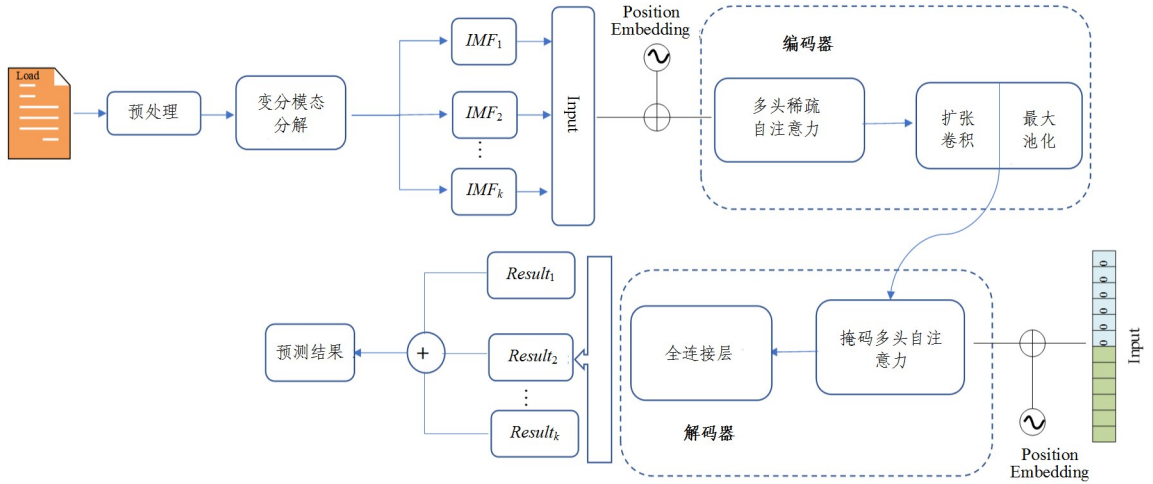 Load
预处理
变分模态
分解
IMF₁
IMF₂
⋮
IMFₖ
Input
Position
Embedding
编码器
多头稀疏
自注意力
扩张
卷积
最大
池化
Result₁
Result₂
⋮
Resultₖ
预测结果
+
全连接层
掩码多头自注
意力
解码器
0
0
0
0
0
0
Input
Position
Embedding